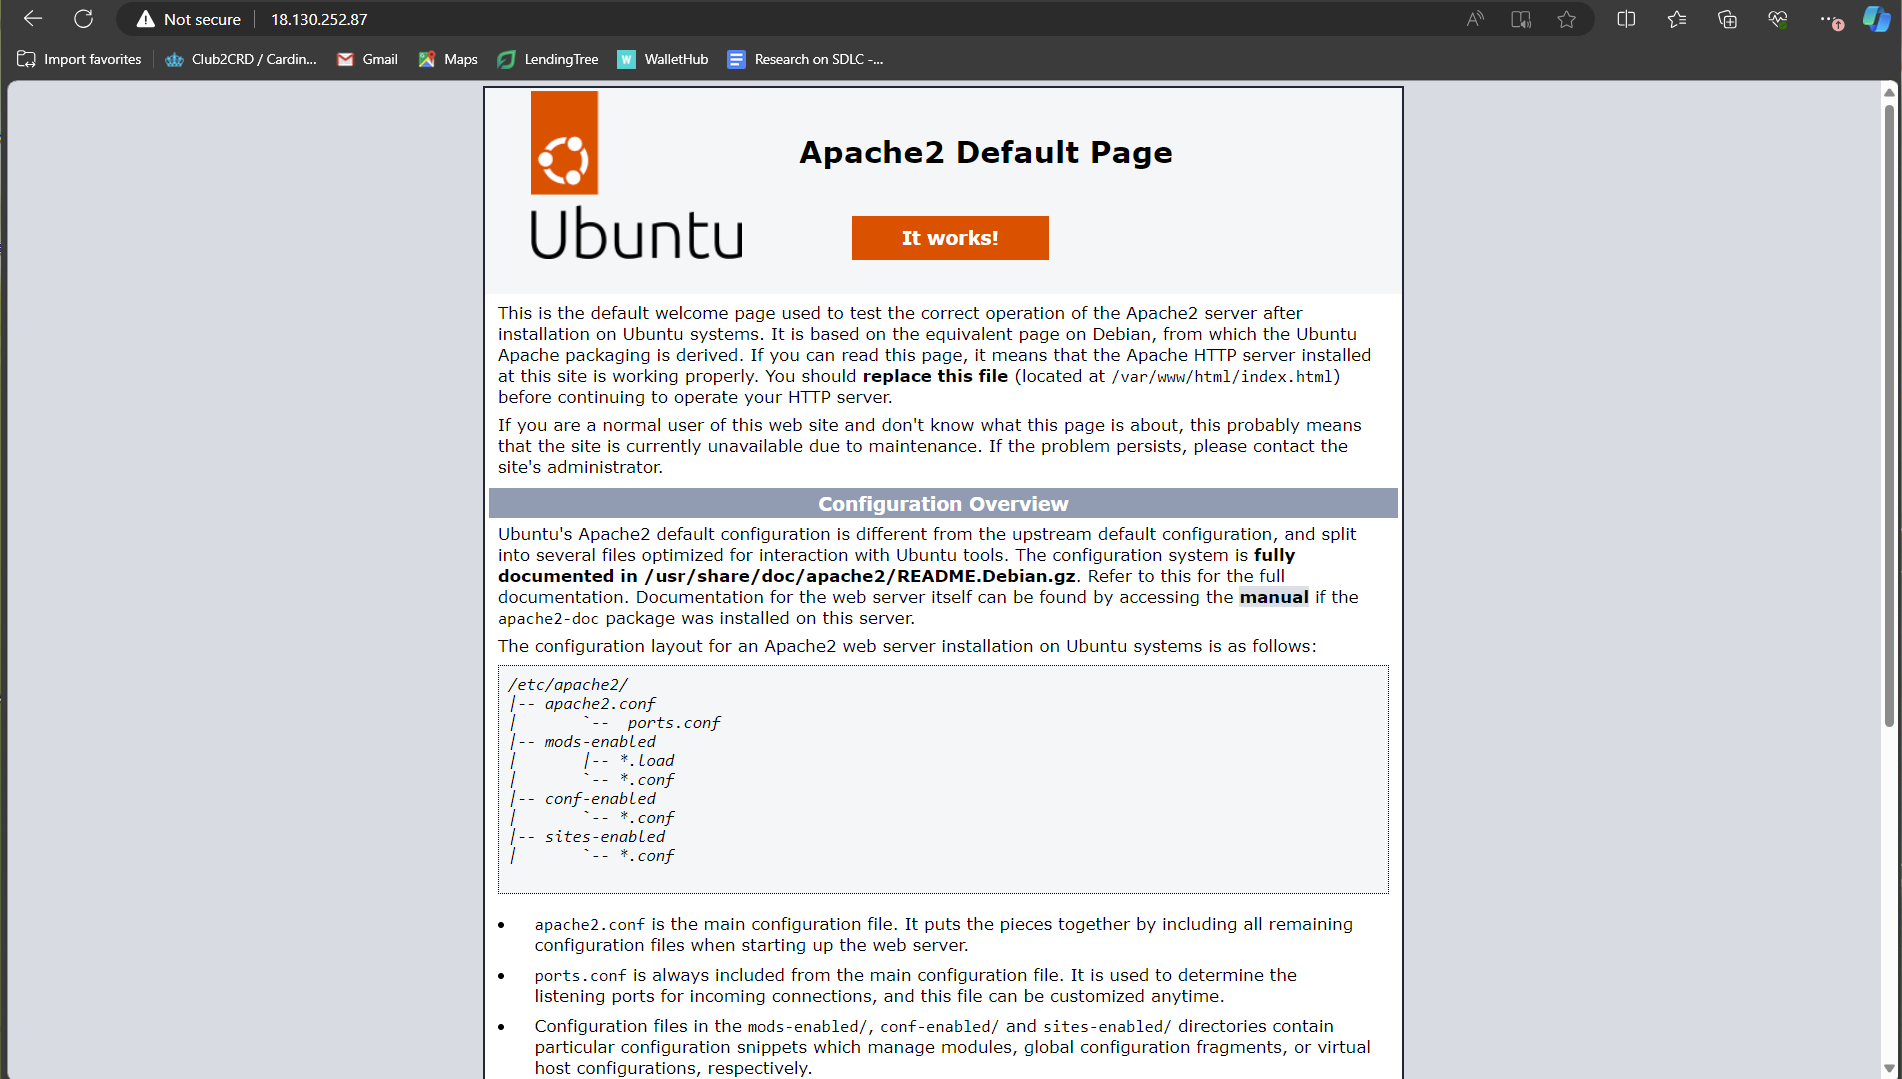 Not secure
18.130.252.87
Import favorites
Club2CRD / Cardin...
Gmail
Maps
LendingTree
W
WalletHub
Research on SDLC -...
Ubuntu
Apache2 Default Page
It works!
This is the default welcome page used to test the correct operation of the Apache2 server after
installation on Ubuntu systems. It is based on the equivalent page on Debian, from which the Ubuntu
Apache packaging is derived. If you can read this page, it means that the Apache HTTP server installed
at this site is working properly. You should replace this file (located at /var/www/html/index.html)
before continuing to operate your HTTP server.
If you are a normal user of this web site and don't know what this page is about, this probably means
that the site is currently unavailable due to maintenance. If the problem persists, please contact the
site's administrator.
Configuration Overview
Ubuntu's Apache2 default configuration is different from the upstream default configuration, and split
into several files optimized for interaction with Ubuntu tools. The configuration system is fully
documented in /usr/share/doc/apache2/README.Debian.gz. Refer to this for the full
documentation. Documentation for the web server itself can be found by accessing the manual if the
apache2-doc package was installed on this server.
The configuration layout for an Apache2 web server installation on Ubuntu systems is as follows:
/etc/apache2/
|-- apache2.conf
|       `--  ports.conf
|-- mods-enabled
|       |-- *.load
|       `-- *.conf
|-- conf-enabled
|       `-- *.conf
|-- sites-enabled
|       `-- *.conf
• apache2.conf is the main configuration file. It puts the pieces together by including all remaining
configuration files when starting up the web server.
• ports.conf is always included from the main configuration file. It is used to determine the
listening ports for incoming connections, and this file can be customized anytime.
• Configuration files in the mods-enabled/, conf-enabled/ and sites-enabled/ directories contain
particular configuration snippets which manage modules, global configuration fragments, or virtual
host configurations, respectively.